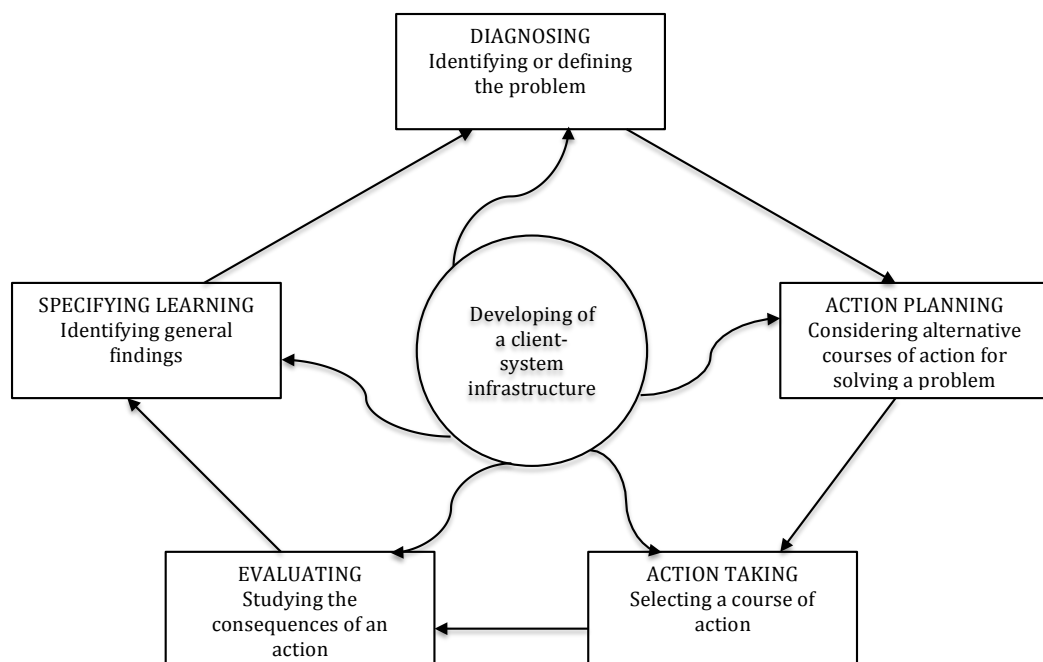 DIAGNOSING
Identifying or defining
the problem
SPECIFYING LEARNING
Identifying general
findings
Developing of
a client-
system
infrastructure
ACTION PLANNING
Considering alternative
courses of action for
solving a problem
EVALUATING
Studying the
consequences of an
action
ACTION TAKING
Selecting a course of
action